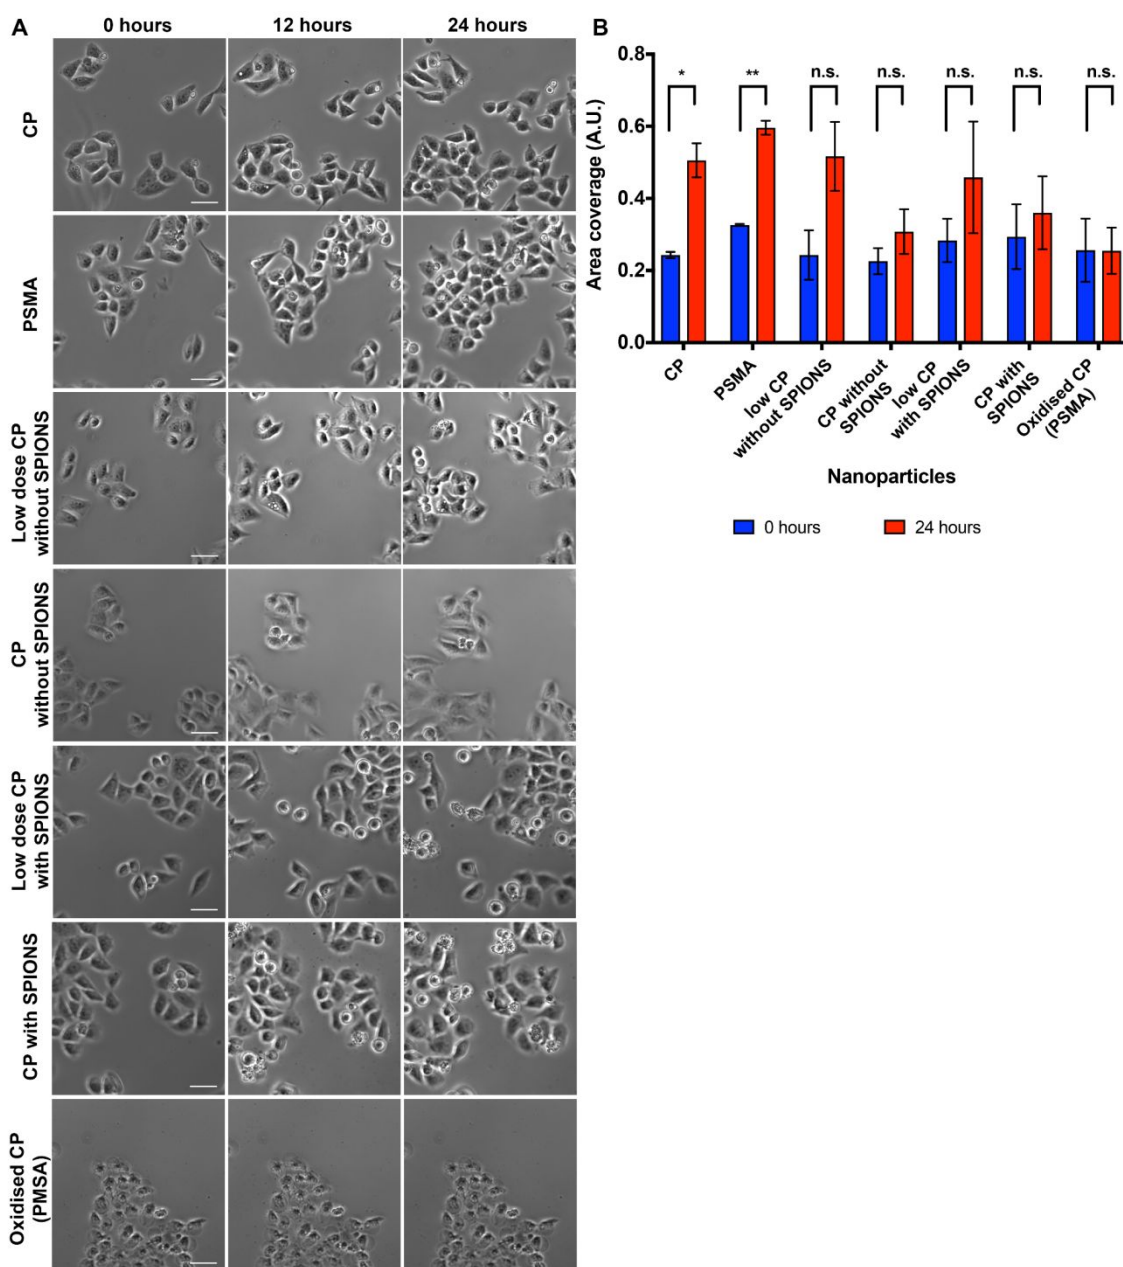 A
0 hours
12 hours
24 hours
CP
PSMA
Low dose CP
without SPIONS
CP
without SPIONS
Low dose CP
with SPIONS
CP with SPIONS
Oxidised CP
(PMSA)
B
0.8
0.6
0.4
0.2
0.0
Area coverage (A.U.)
*
**
n.s.
n.s.
n.s.
n.s.
n.s.
CP
PSMA
low CP
without SPIONS
CP without
SPIONS
low CP
with SPIONS
CP with
SPIONS
Oxidised CP
(PSMA)
Nanoparticles
0 hours
24 hours